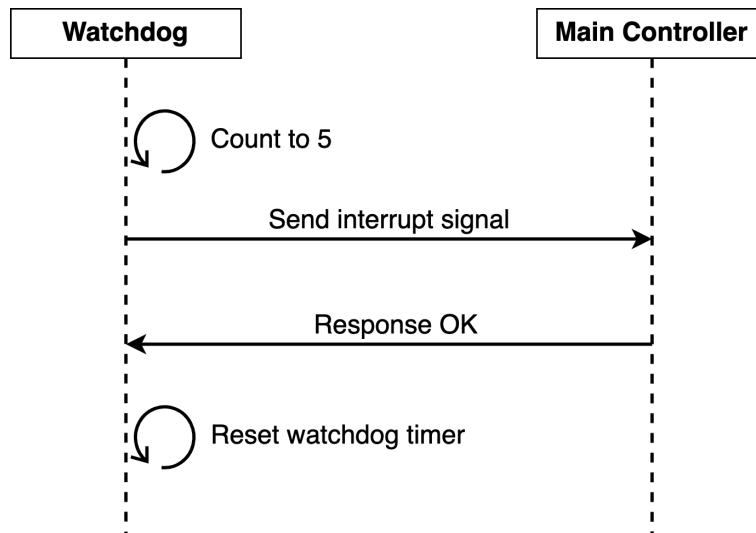 Watchdog
Main Controller
Count to 5
Send interrupt signal
Response OK
Reset watchdog timer